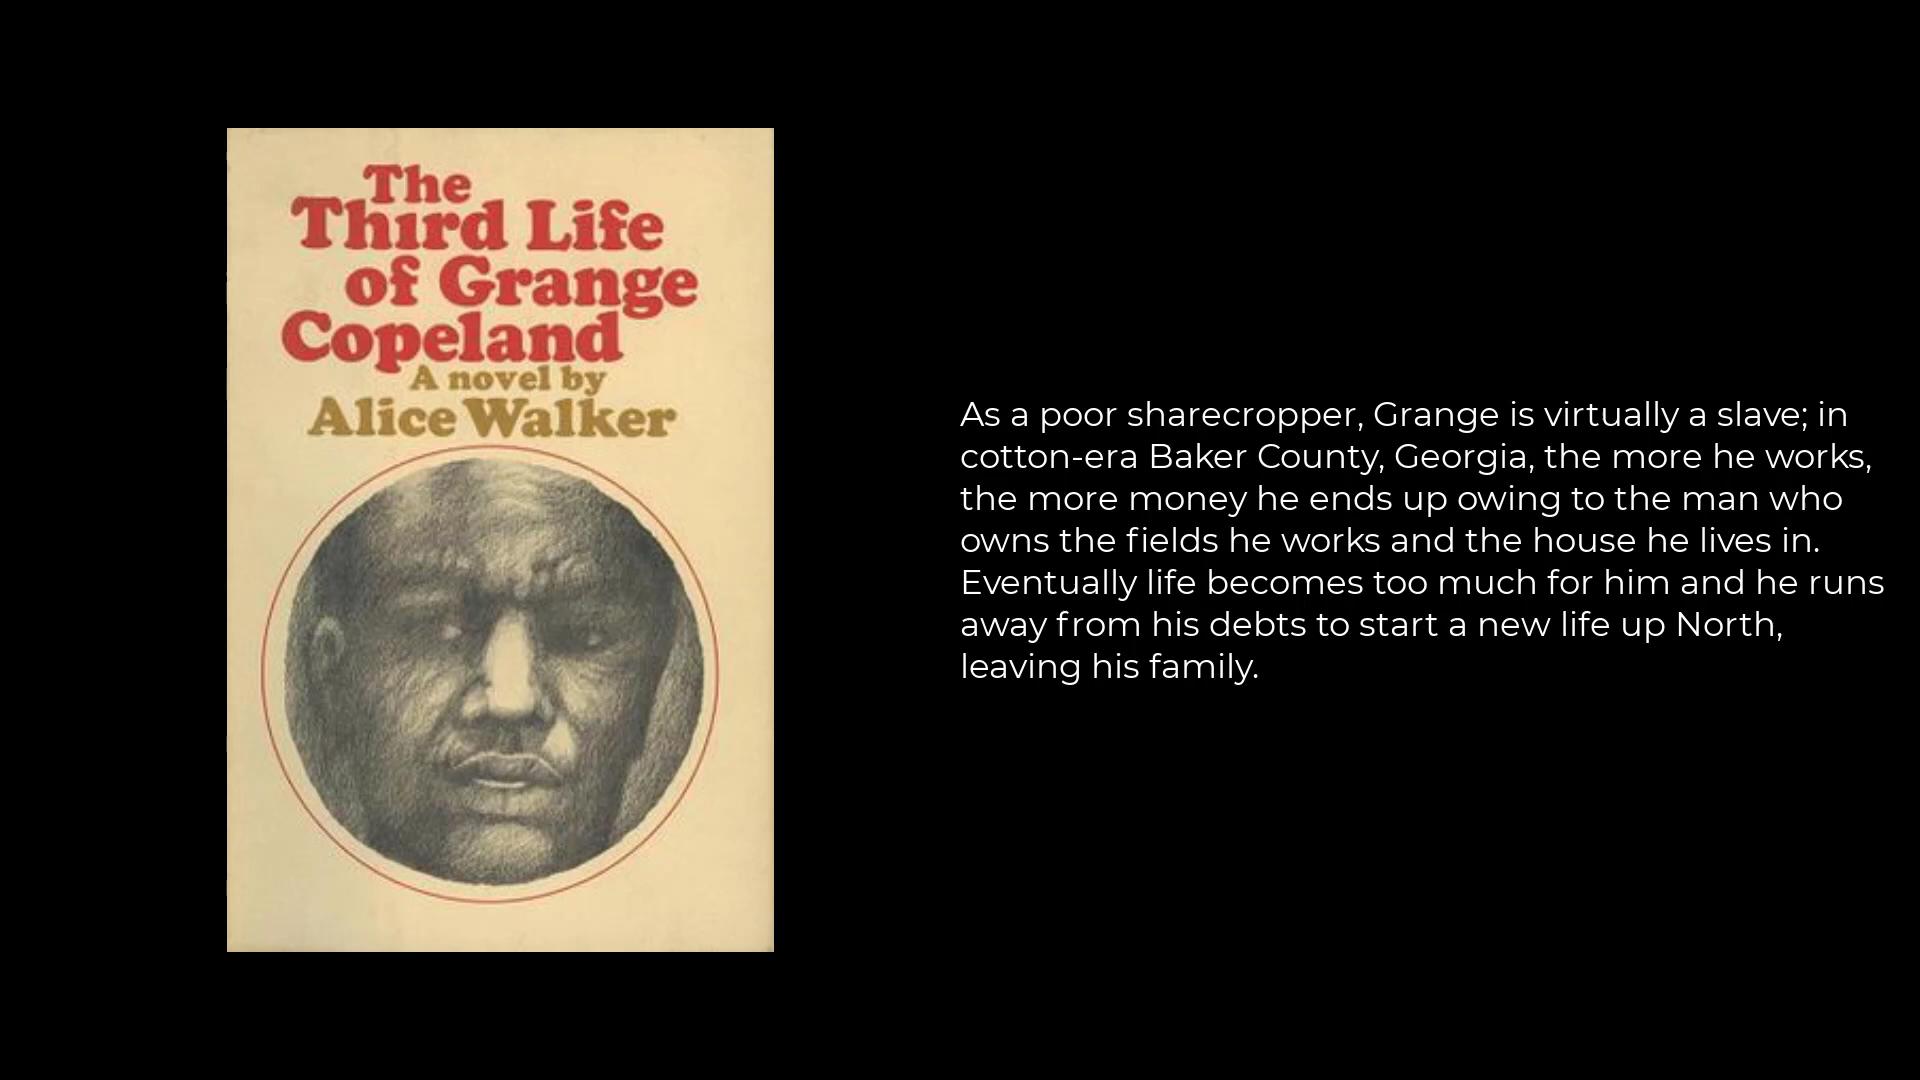 The
Third Life
of Grange
Copeland
A novel by
Alice Walker
As a poor sharecropper, Grange is virtually a slave; in
cotton-era Baker County, Georgia, the more he works,
the more money he ends up owing to the man who
owns the fields he works and the house he lives in.
Eventually life becomes too much for him and he runs
away from his debts to start a new life up North,
leaving his family.